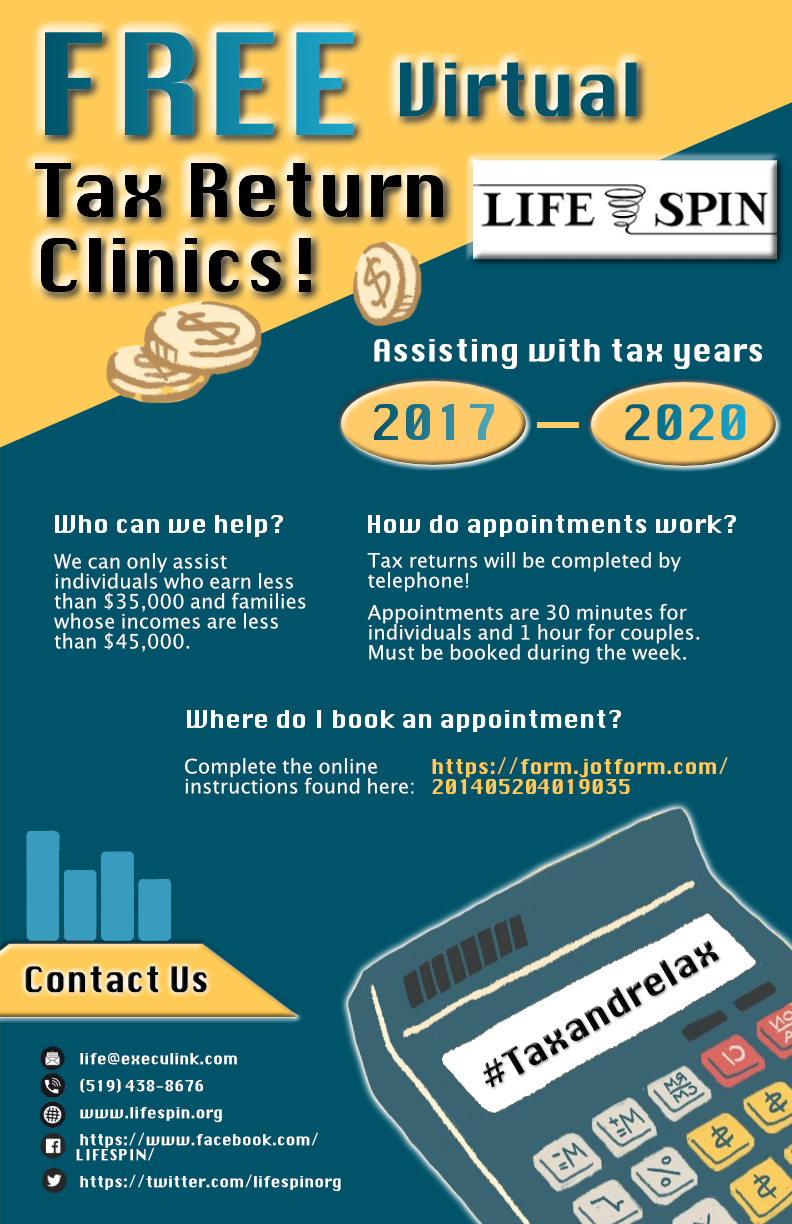 FREE Virtual
Tax Return
Clinics!
LIFE SPIN
Assisting with tax years
2017 — 2020
Who can we help?
We can only assist
individuals who earn less
than $35,000 and families
whose incomes are less
than $45,000.
How do appointments work?
Tax returns will be completed by
telephone!
Appointments are 30 minutes for
individuals and 1 hour for couples.
Must be booked during the week.
Where do I book an appointment?
Complete the online
instructions found here:
https://form.jotform.com/
201405204019035
#Taxandrelax
Contact Us
life@execulink.com
(519)438-8676
www.lifespin.org
https://www.facebook.com/
LIFESPIN/
https://twitter.com/lifespinorg